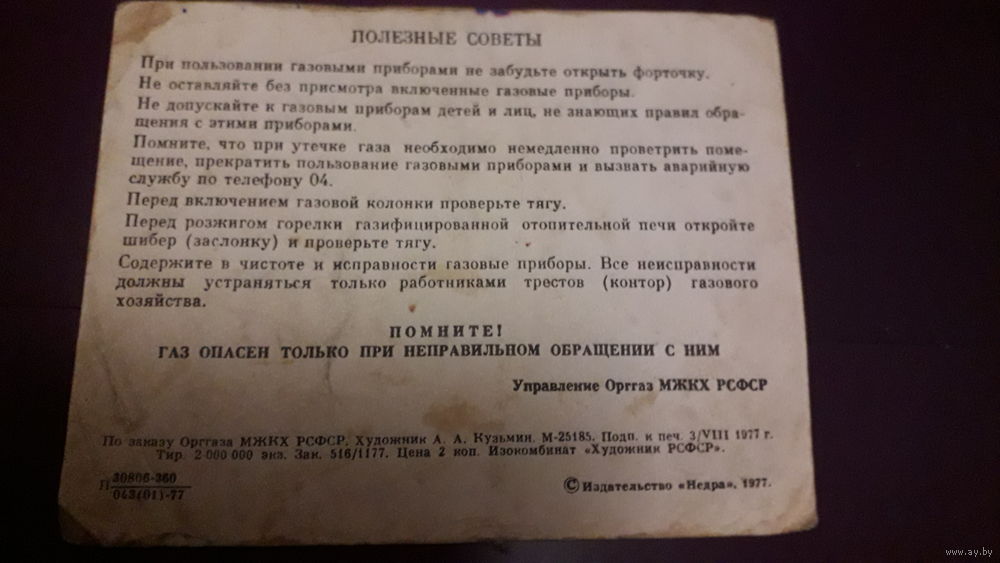 ПОЛЕЗНЫЕ СОВЕТЫ
При пользовании газовыми приборами не забудьте открыть форточку.
Не оставляйте без присмотра включенные газовые приборы.
Не допускайте к газовым приборам детей и лиц, не знающих правил обра-
щения с этими приборами.
Помните, что при утечке газа необходимо немедленно проветрить поме-
щение, прекратить пользование газовыми приборами и вызвать аварийную
службу по телефону 04.
Перед включением газовой колонки проверьте тягу.
Перед розжигом горелки газифицированной отопительной печи откройте
шибер (заслонку) и проверьте тягу.
Содержите в чистоте и исправности газовые приборы. Все неисправности
должны устраняться только работниками трестов (контор) газового
хозяйства.
ПОМНИТЕ!
ГАЗ ОПАСЕН ТОЛЬКО ПРИ НЕПРАВИЛЬНОМ ОБРАЩЕНИИ С НИМ
Управление Оргтаз МЖКХ РСФСР
По заказу Оргтаза МЖКХ РСФСР. Художник А. А. Кузьмин. М-25185. Подп. к печ. 3/VIII 1977 г.
Тир. 2 000 000 экз. Зак. 516/1177. Цена 2 коп. Изокомбинат «Художник РСФСР».
П 30806-360
043(01)-77
© Издательство «Недра», 1977.
www.ay.by